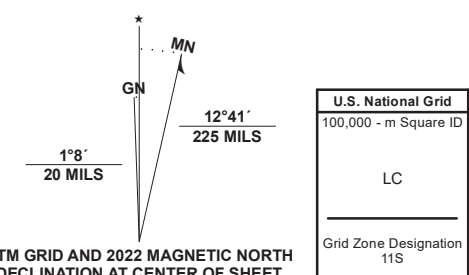 ★
MN
GN
12°41´
225 MILS
1°8´
20 MILS
TM GRID AND 2022 MAGNETIC NORTH
DECLINATION AT CENTER OF SHEET
U.S. National Grid
100,000 - m Square ID
LC
Grid Zone Designation
11S